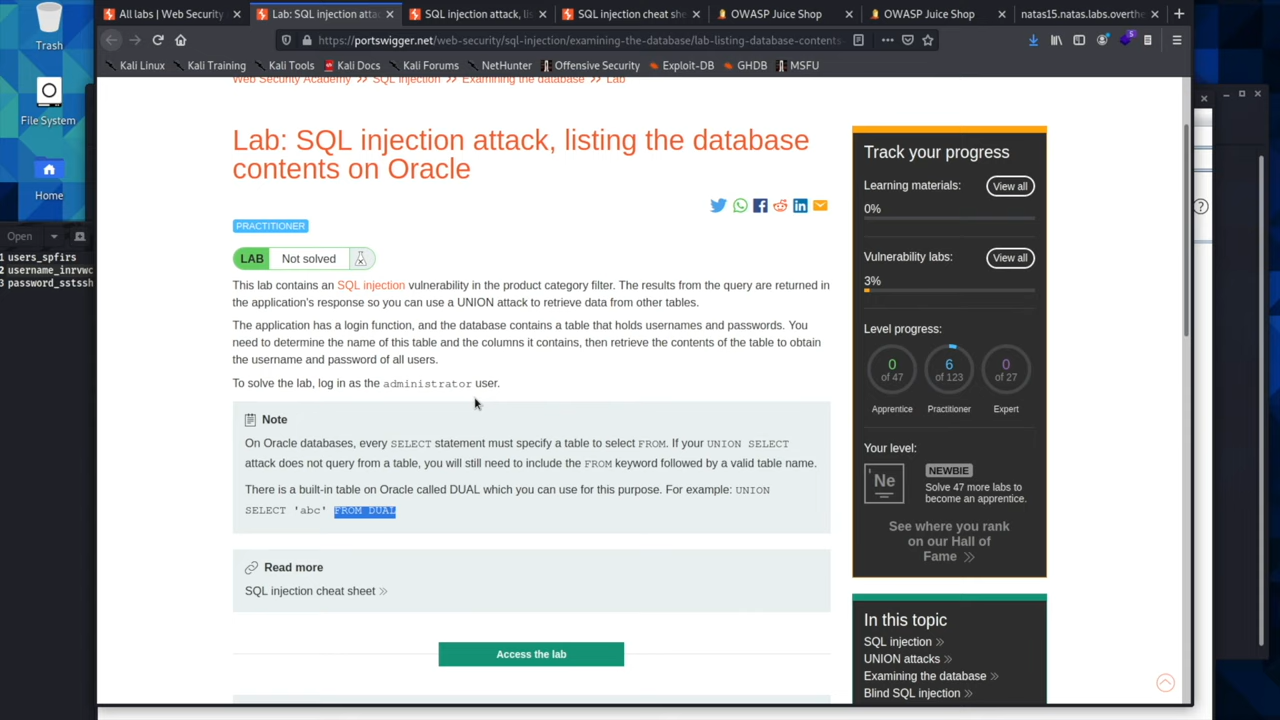 Trash
File System
Home
Open
1 users_spfirs
2 username_inrvwc
3 password_sstssh
All labs | Web Security
Lab: SQL injection atta
SQL injection attack, lis
SQL injection cheat she
OWASP Juice Shop
OWASP Juice Shop
natas15.natas.labs.overthe
https://portswigger.net/web-security/sql-injection/examining-the-database/lab-listing-database-contents
5
Kali Linux
Kali Training
Kali Tools
Kali Docs
Kali Forums
NetHunter
Offensive Security
Exploit-DB
GHDB
MSFU
Web Security Academy >> SQL injection >> Examining the database >> Lab
Lab: SQL injection attack, listing the database
contents on Oracle
PRACTITIONER
LAB Not solved
This lab contains an SQL injection vulnerability in the product category filter. The results from the query are returned in
the application's response so you can use a UNION attack to retrieve data from other tables.
The application has a login function, and the database contains a table that holds usernames and passwords. You
need to determine the name of this table and the columns it contains, then retrieve the contents of the table to obtain
the username and password of all users.
To solve the lab, log in as the administrator user.
Note
On Oracle databases, every SELECT statement must specify a table to select FROM. If your UNION SELECT
attack does not query from a table, you will still need to include the FROM keyword followed by a valid table name.
There is a built-in table on Oracle called DUAL which you can use for this purpose. For example: UNION
SELECT 'abc' FROM DUAL
Read more
SQL injection cheat sheet
Access the lab
Track your progress
Learning materials: View all
0%
Vulnerability labs: View all
3%
Level progress:
0 of 47
6 of 123
0 of 27
Apprentice
Practitioner
Expert
Your level:
Ne
NEWBIE
Solve 47 more labs to
become an apprentice.
See where you rank
on our Hall of
Fame
In this topic
SQL injection
UNION attacks
Examining the database
Blind SQL injection